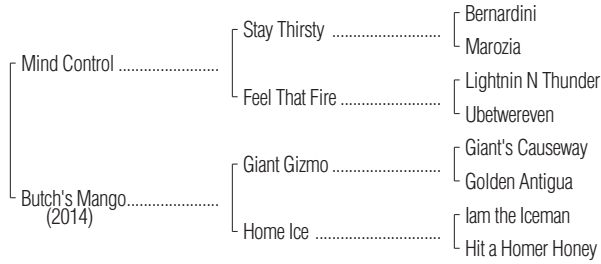 Bernardini
Stay Thirsty ........................
Marozia
Mind Control ......................
Lightnin N Thunder
Feel That Fire ......................
Ubetwereven
Giant's Causeway
Giant Gizmo ........................
Golden Antigua
Butch's Mango....................
(2014)
Iam the Iceman
Home Ice ...........................
Hit a Homer Honey